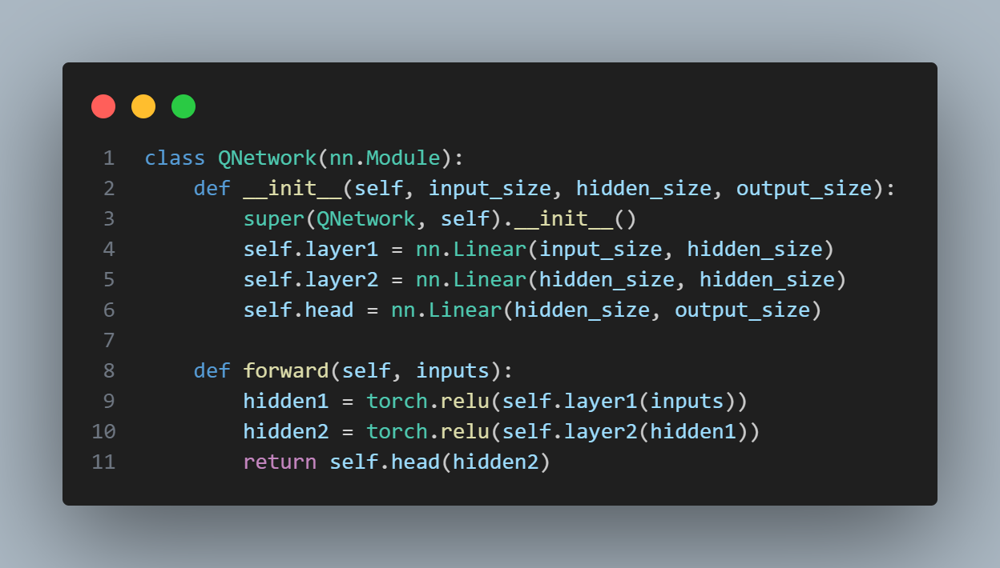 1 class QNetwork(nn.Module):
2     def __init__(self, input_size, hidden_size, output_size):
3         super(QNetwork, self).__init__()
4         self.layer1 = nn.Linear(input_size, hidden_size)
5         self.layer2 = nn.Linear(hidden_size, hidden_size)
6         self.head = nn.Linear(hidden_size, output_size)
7
8     def forward(self, inputs):
9         hidden1 = torch.relu(self.layer1(inputs))
10         hidden2 = torch.relu(self.layer2(hidden1))
11         return self.head(hidden2)